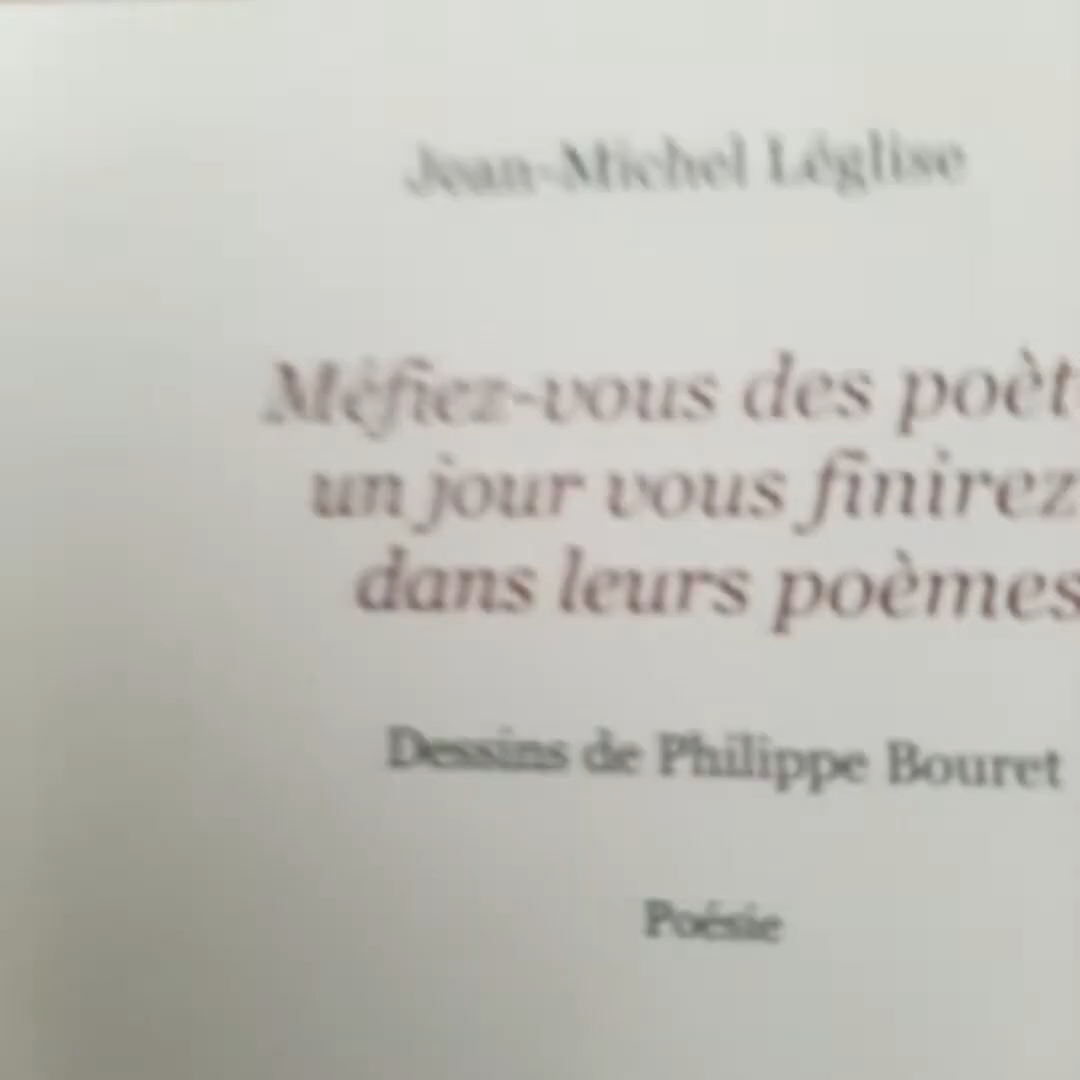 Jean-Michel Léglise
Méfiez-vous des poèt
un jour vous finirez
dans leurs poèmes
Dessins de Philippe Bouret
Poésie